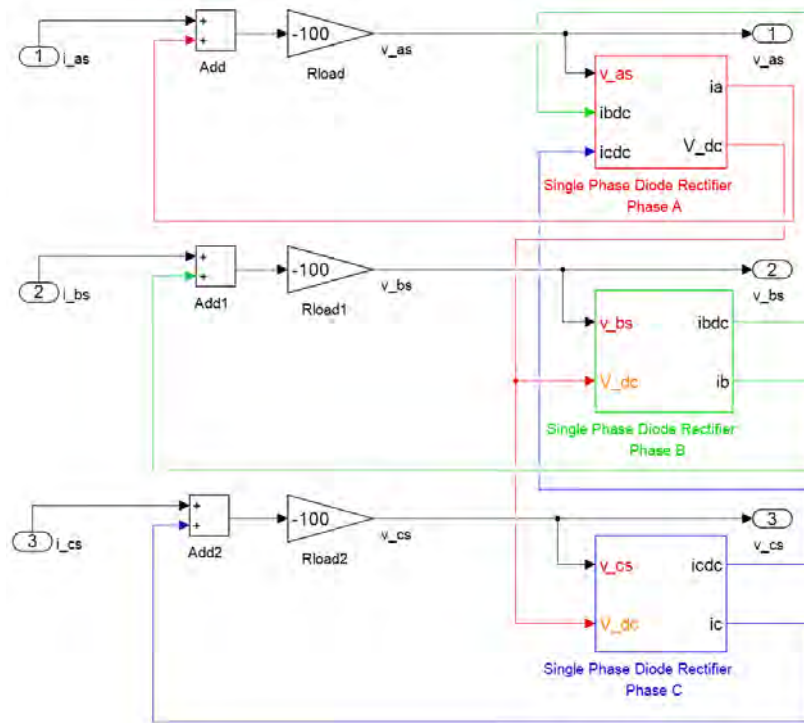 1
i_as
+
+
Add
-100
Rload
v_as
1
v_as
v_as
ibdc
icdc
ia
V_dc
Single Phase Diode Rectifier
Phase A
2
i_bs
+
+
Add1
-100
Rload1
v_bs
2
v_bs
v_bs
V_dc
ibdc
ib
Single Phase Diode Rectifier
Phase B
3
i_cs
+
+
Add2
-100
Rload2
v_cs
3
v_cs
v_cs
V_dc
icdc
ic
Single Phase Diode Rectifier
Phase C